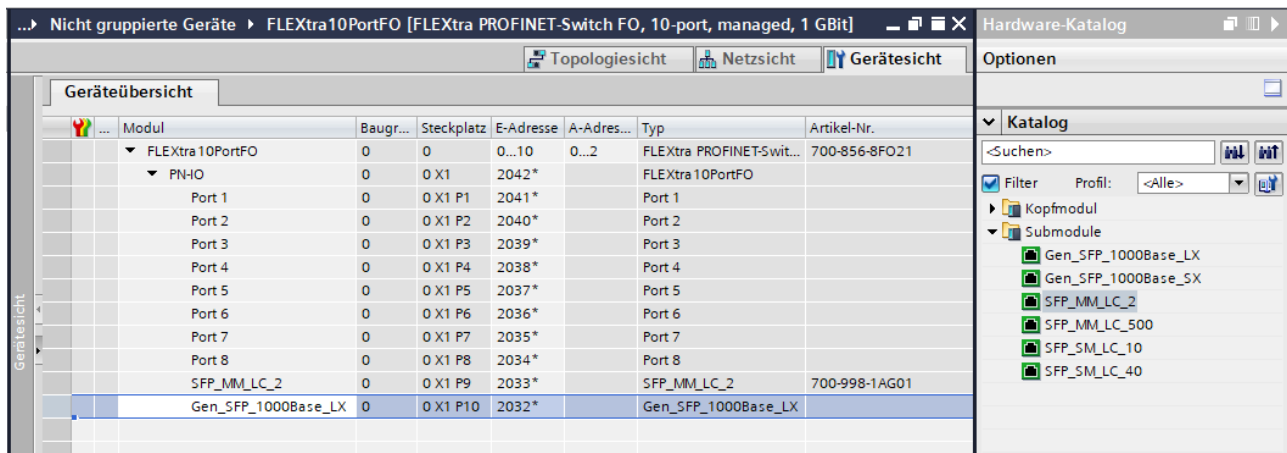 ...▸ Nicht gruppierte Geräte ▸ FLEXtra10PortFO [FLEXtra PROFINET-Switch FO, 10-port, managed, 1 GBit]
Topologiesicht Netzsicht Gerätesicht
Gerätesicht
Geräteübersicht
... Modul Baugr... Steckplatz E-Adresse A-Adres... Typ Artikel-Nr.
FLEXtra10PortFO 0 0 0...10 0...2 FLEXtra PROFINET-Swit... 700-856-8FO21
PN-IO 0 0 X1 2042* FLEXtra10PortFO
Port 1 0 0 X1 P1 2041* Port 1
Port 2 0 0 X1 P2 2040* Port 2
Port 3 0 0 X1 P3 2039* Port 3
Port 4 0 0 X1 P4 2038* Port 4
Port 5 0 0 X1 P5 2037* Port 5
Port 6 0 0 X1 P6 2036* Port 6
Port 7 0 0 X1 P7 2035* Port 7
Port 8 0 0 X1 P8 2034* Port 8
SFP_MM_LC_2 0 0 X1 P9 2033* SFP_MM_LC_2 700-998-1AG01
Gen_SFP_1000Base_LX 0 0 X1 P10 2032* Gen_SFP_1000Base_LX
Hardware-Katalog
Optionen
Katalog
<Suchen>
Filter Profil: <Alle>
Kopfmodul
Submodule
Gen_SFP_1000Base_LX
Gen_SFP_1000Base_SX
SFP_MM_LC_2
SFP_MM_LC_500
SFP_SM_LC_10
SFP_SM_LC_40